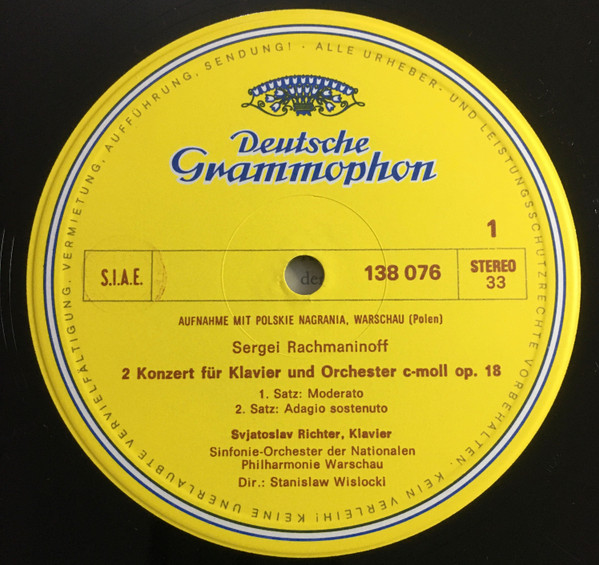 Deutsche
Grammophon
1
S.I.A.E.
138 076
STEREO
33
AUFNAHME MIT POLSKIE NAGRANIA, WARSCHAU (Polen)
Sergei Rachmaninoff
2 Konzert für Klavier und Orchester c-moll op. 18
1. Satz: Moderato
2. Satz: Adagio sostenuto
Svjatoslav Richter, Klavier
Sinfonie-Orchester der Nationalen
Philharmonie Warschau
Dir.: Stanislaw Wislocki
ALLE URHEBER- UND LEISTUNGSSCHUTZRECHTE VORBEHALTEN. KEIN VERLEIH! KEINE UNERLAUBTE VERVIELFÄLTIGUNG, VERMIETUNG, AUFFÜHRUNG, SENDUNG! ·